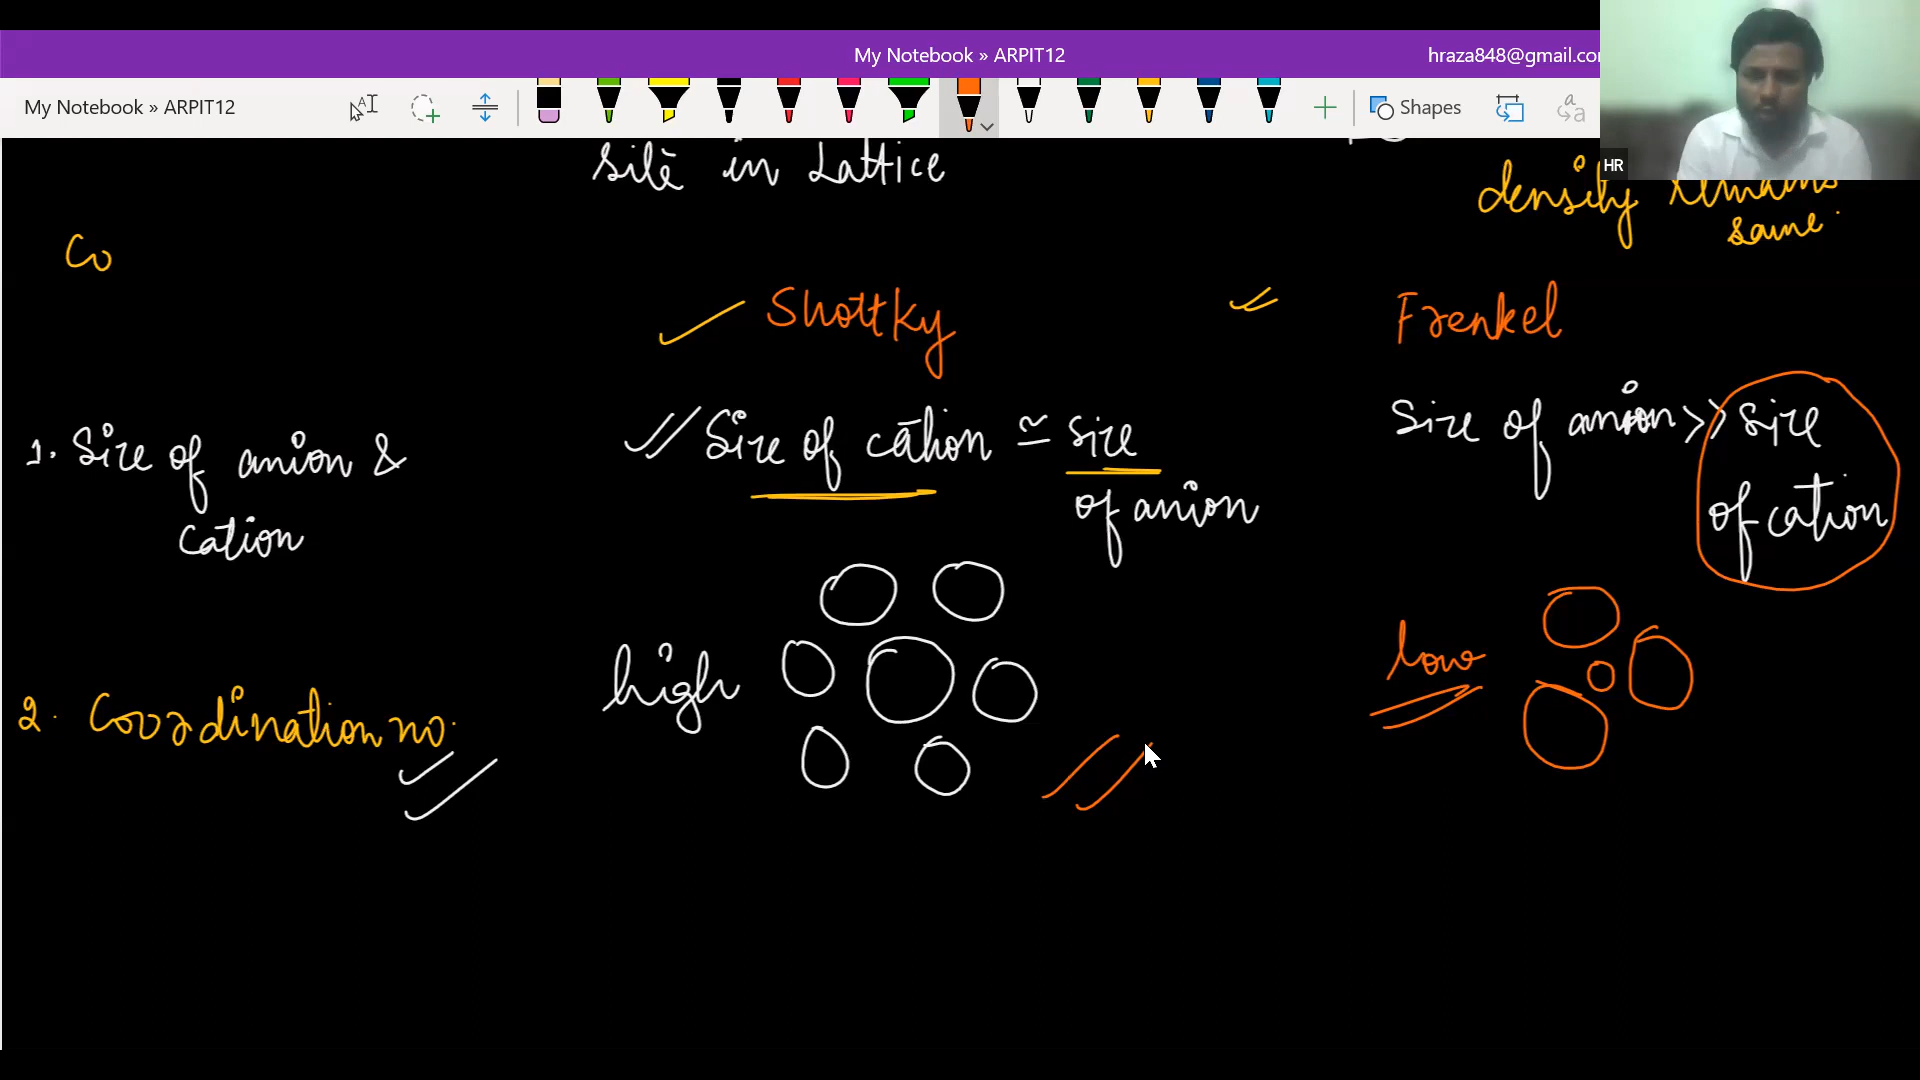 My Notebook » ARPIT12
hraza848@gmail.co
My Notebook » ARPIT12
Shapes
HR
site in Lattice
density remains
same
Co
Shottky
Frenkel
1. Size of anion &
cation
Size of cation ≅ size
of anion
Size of anion >> size
of cation
2. Coordination no.
high
low